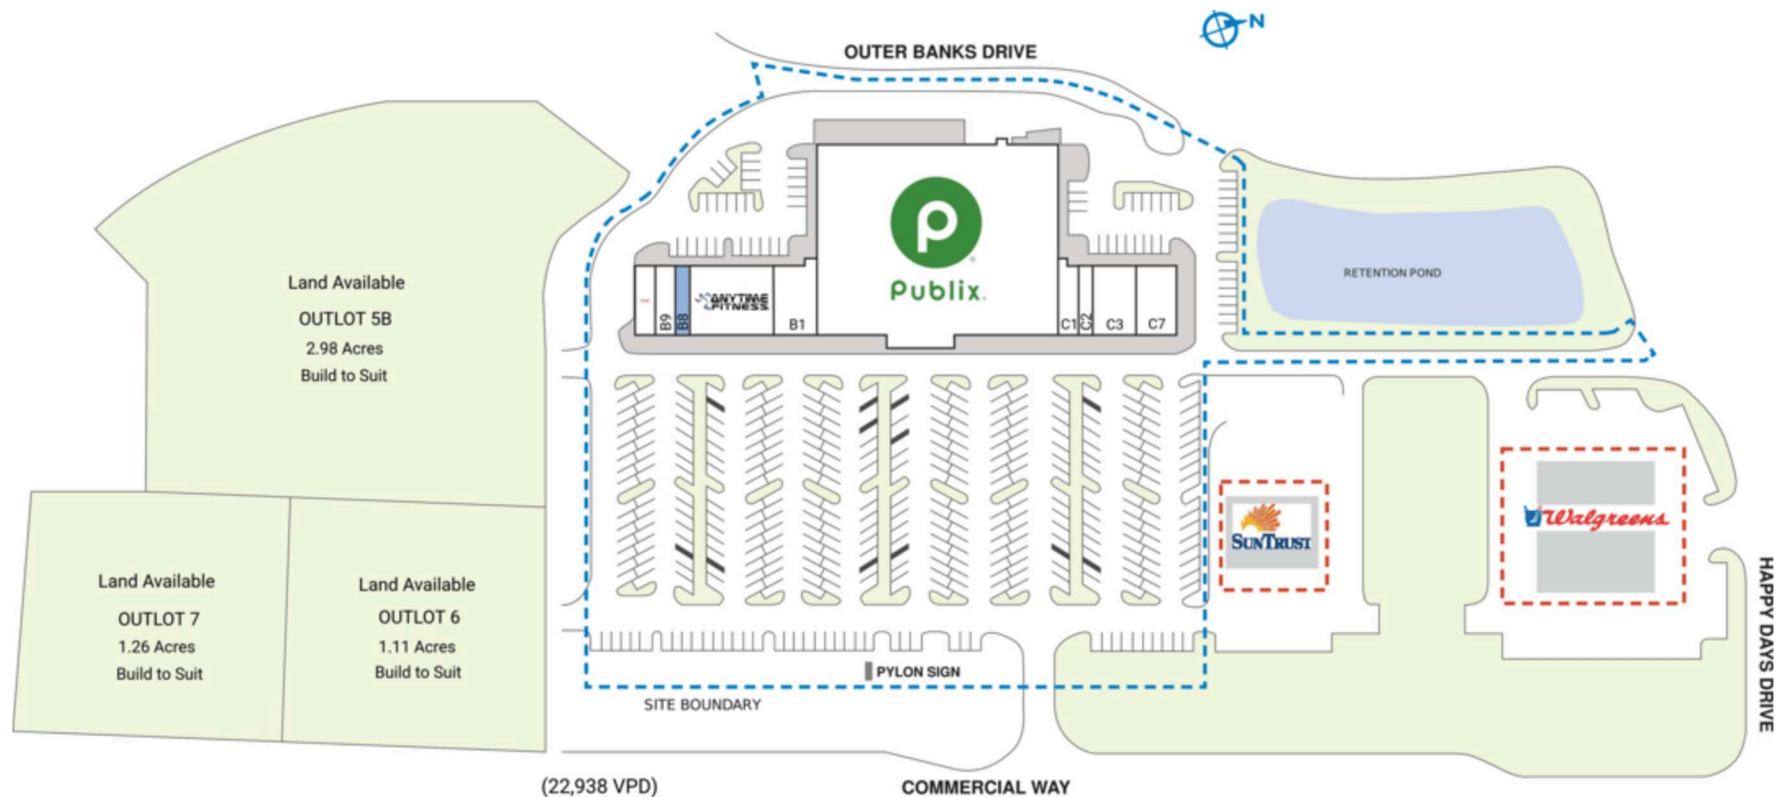 N
OUTER BANKS DRIVE
Publix
RETENTION POND
Land Available
OUTLOT 5B
2.98 Acres
Build to Suit
B9
B8
ANYTIME
FITNESS
B1
C1
C2
C3
C7
SUNTRUST
Walgreens
Land Available
OUTLOT 7
1.26 Acres
Build to Suit
Land Available
OUTLOT 6
1.11 Acres
Build to Suit
PYLON SIGN
SITE BOUNDARY
HAPPY DAYS DRIVE
(22,938 VPD)
COMMERCIAL WAY